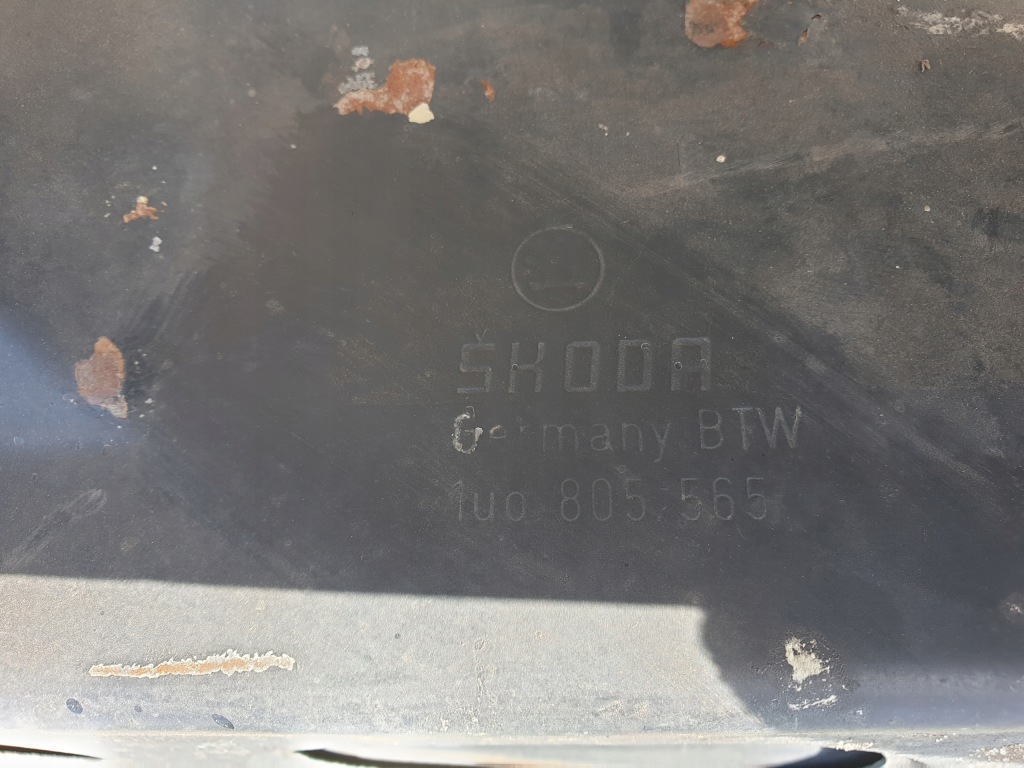 ŠKODA
Germany BTW
1U0 805 565